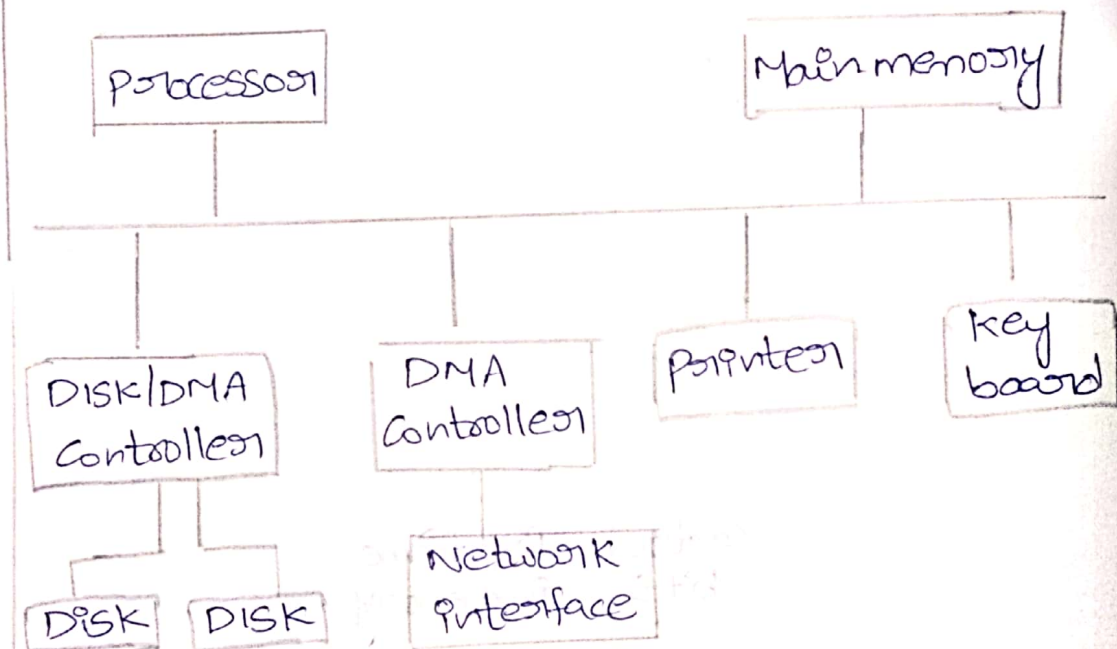 Processor
Main memory
DISK/DMA
Controller
DMA
Controller
Printer
Key
board
Network
interface
DISK
DISK